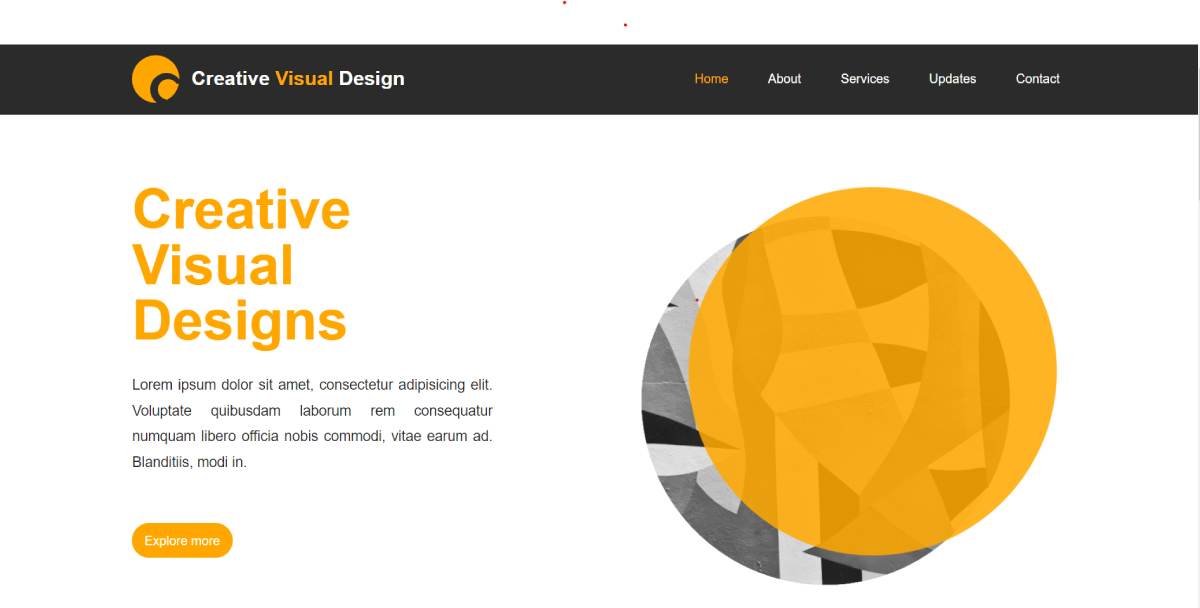 Creative Visual Design
Home
About
Services
Updates
Contact
Creative
Visual
Designs
Lorem ipsum dolor sit amet, consectetur adipisicing elit.
Voluptate quibusdam laborum rem consequatur
numquam libero officia nobis commodi, vitae earum ad.
Blanditiis, modi in.
Explore more